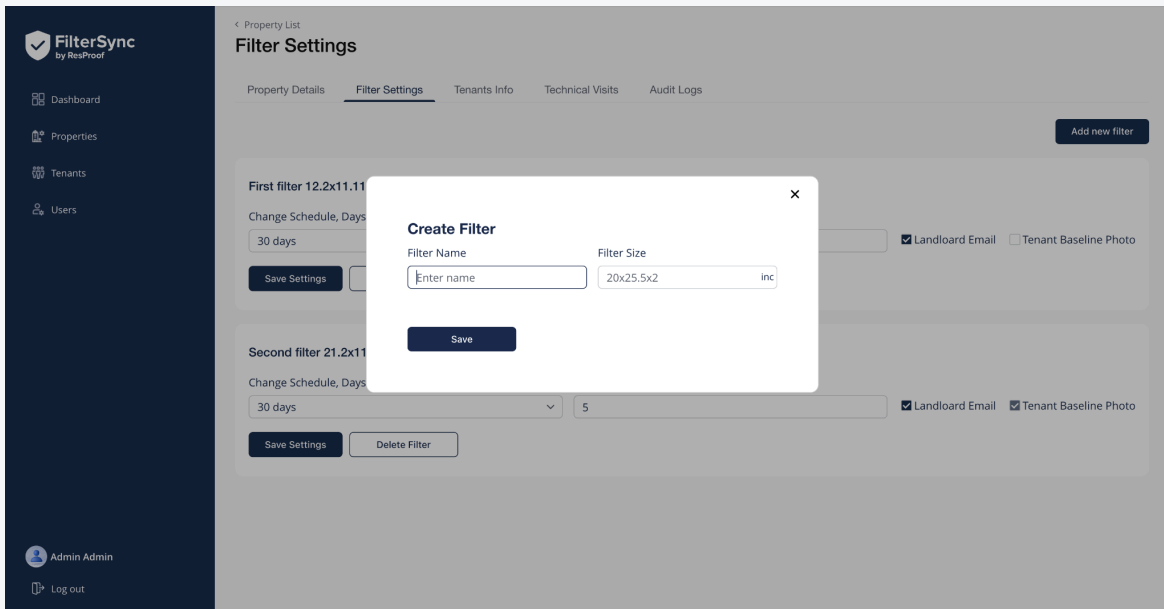 FilterSync
by ResProof
Dashboard
Properties
Tenants
Users
Admin Admin
Log out
< Property List
Filter Settings
Property Details Filter Settings Tenants Info Technical Visits Audit Logs
Add new filter
First filter 12.2x11.11
Change Schedule, Days
30 days
Landloard Email Tenant Baseline Photo
Save Settings
Create Filter
Filter Name Filter Size
Enter name 20x25.5x2 inc
Save
Second filter 21.2x11
Change Schedule, Days
30 days 5 Landloard Email Tenant Baseline Photo
Save Settings Delete Filter